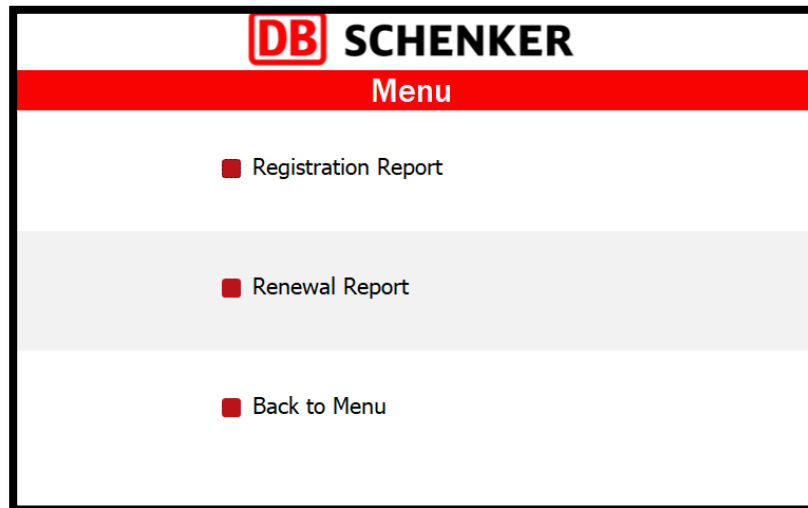 DB SCHENKER
Menu
Registration Report
Renewal Report
Back to Menu